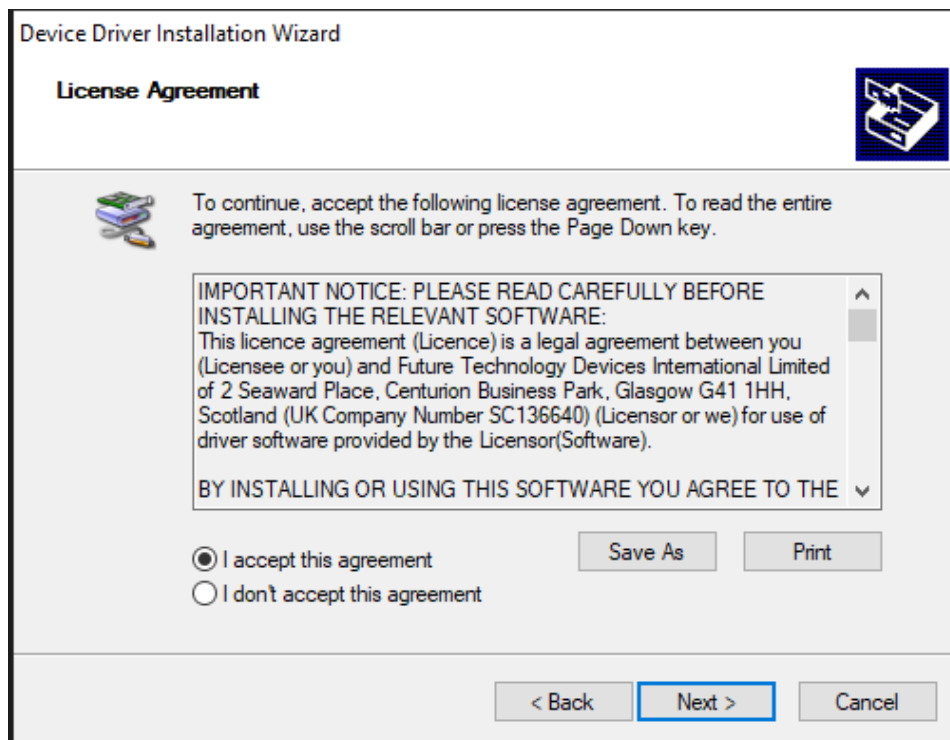 Device Driver Installation Wizard
License Agreement
To continue, accept the following license agreement. To read the entire
agreement, use the scroll bar or press the Page Down key.
IMPORTANT NOTICE: PLEASE READ CAREFULLY BEFORE
INSTALLING THE RELEVANT SOFTWARE:
This licence agreement (Licence) is a legal agreement between you
(Licensee or you) and Future Technology Devices International Limited
of 2 Seaward Place, Centurion Business Park, Glasgow G41 1HH,
Scotland (UK Company Number SC136640) (Licensor or we) for use of
driver software provided by the Licensor(Software).
BY INSTALLING OR USING THIS SOFTWARE YOU AGREE TO THE
I accept this agreement
Save As
Print
I don't accept this agreement
< Back
Next >
Cancel